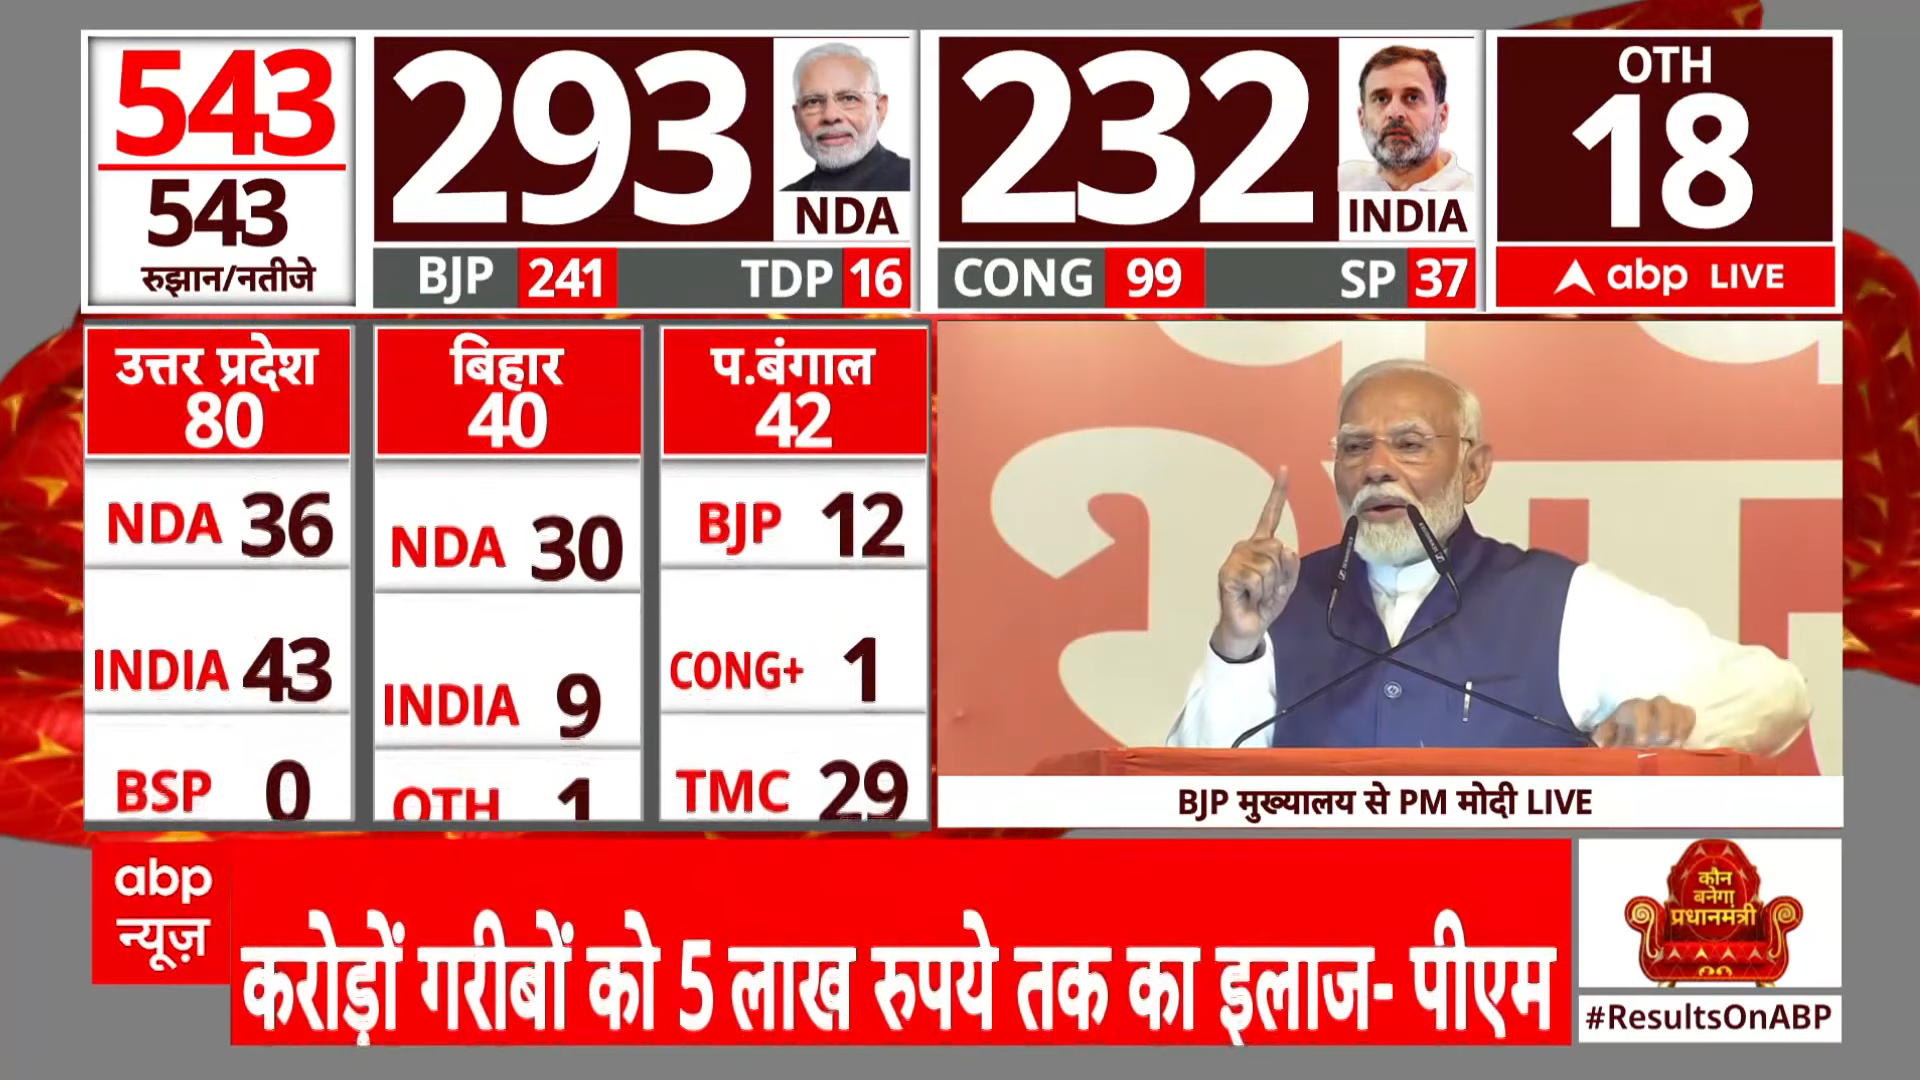 543
543
रुझान/नतीजे
293
NDA
BJP 241 TDP 16
232
INDIA
CONG 99 SP 37
OTH
18
abp LIVE
उत्तर प्रदेश
80
NDA 36
INDIA 43
BSP 0
बिहार
40
NDA 30
INDIA 9
OTH 1
प.बंगाल
42
BJP 12
CONG+ 1
TMC 29
BJP मुख्यालय से PM मोदी LIVE
abp
न्यूज़
करोड़ों गरीबों को 5 लाख रुपये तक का इलाज- पीएम
कौन
बनेगा
प्रधानमंत्री
#ResultsOnABP